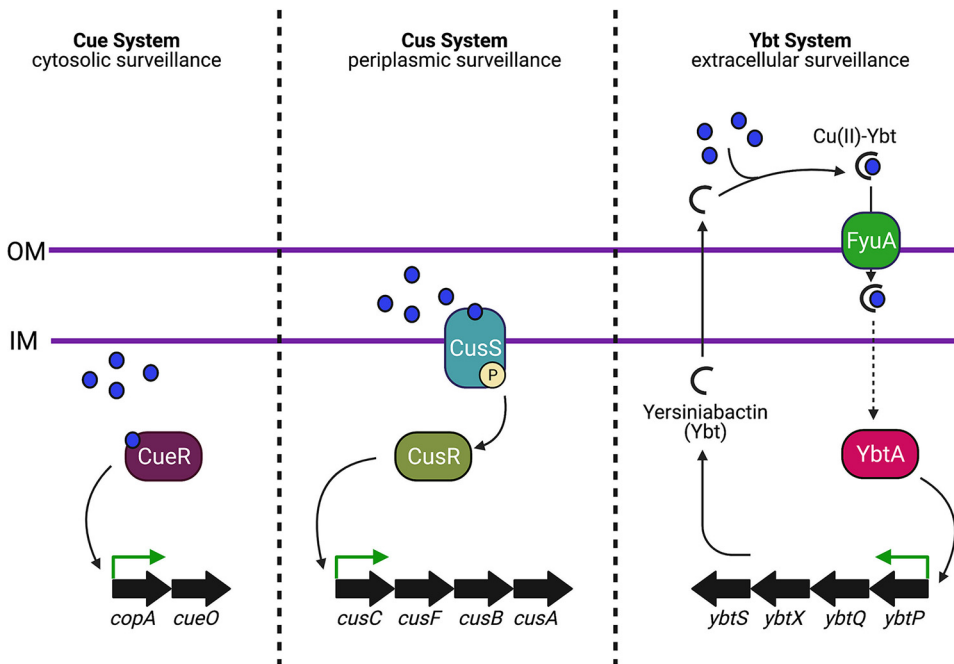 Cue System
cytosolic surveillance
Cus System
periplasmic surveillance
Ybt System
extracellular surveillance
Cu(II)-Ybt
OM
FyuA
IM
CusS
P
Yersiniabactin
(Ybt)
CueR
CusR
YbtA
copA cueO
cusC cusF cusB cusA
ybtS ybtX ybtQ ybtP